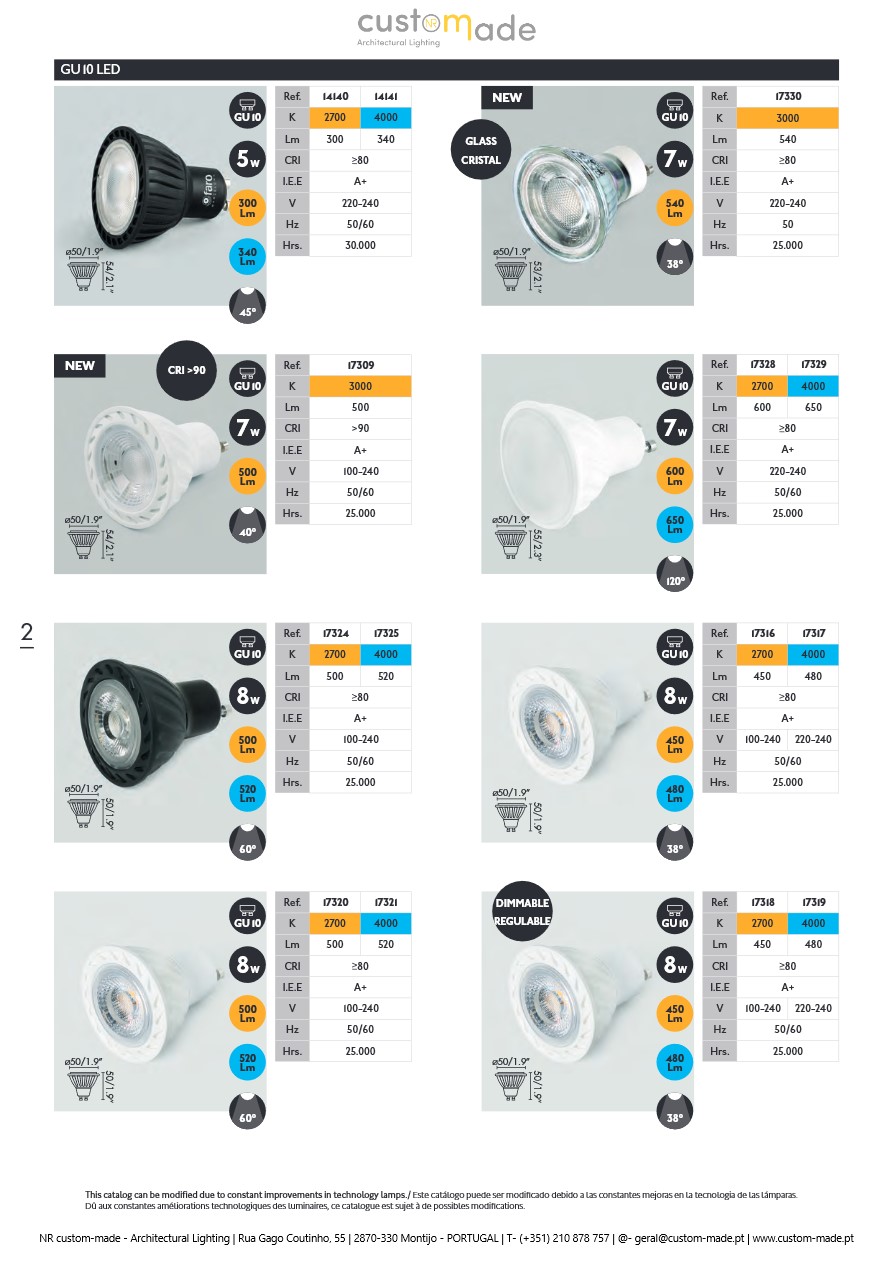 custNRmade
Architectural Lighting
GU10 LED
GU10
5W
300 Lm
340 Lm
45º
faro
ø50/1.9"
54/2.1"
Ref. 14140 14141
K 2700 4000
Lm 300 340
CRI ≥80
I.E.E A+
V 220-240
Hz 50/60
Hrs. 30.000
NEW
GLASS
CRISTAL
GU10
7W
540 Lm
38º
ø50/1.9"
53/2.1"
Ref. 17330
K 3000
Lm 540
CRI ≥80
I.E.E A+
V 220-240
Hz 50
Hrs. 25.000
NEW
CRI >90
GU10
7W
500 Lm
40º
ø50/1.9"
54/2.1"
Ref. 17309
K 3000
Lm 500
CRI >90
I.E.E A+
V 100-240
Hz 50/60
Hrs. 25.000
GU10
7W
600 Lm
650 Lm
120º
ø50/1.9"
55/2.3"
Ref. 17328 17329
K 2700 4000
Lm 600 650
CRI ≥80
I.E.E A+
V 220-240
Hz 50/60
Hrs. 25.000
2
GU10
8W
500 Lm
520 Lm
60º
ø50/1.9"
50/1.9"
Ref. 17324 17325
K 2700 4000
Lm 500 520
CRI ≥80
I.E.E A+
V 100-240
Hz 50/60
Hrs. 25.000
GU10
8W
450 Lm
480 Lm
38º
ø50/1.9"
50/1.9"
Ref. 17316 17317
K 2700 4000
Lm 450 480
CRI ≥80
I.E.E A+
V 100-240 220-240
Hz 50/60
Hrs. 25.000
GU10
8W
500 Lm
520 Lm
60º
ø50/1.9"
50/1.9"
Ref. 17320 17321
K 2700 4000
Lm 500 520
CRI ≥80
I.E.E A+
V 100-240
Hz 50/60
Hrs. 25.000
DIMMABLE
REGULABLE
GU10
8W
450 Lm
480 Lm
38º
ø50/1.9"
50/1.9"
Ref. 17318 17319
K 2700 4000
Lm 450 480
CRI ≥80
I.E.E A+
V 100-240 220-240
Hz 50/60
Hrs. 25.000
This catalog can be modified due to constant improvements in technology lamps./ Este catálogo puede ser modificado debido a las constantes mejoras en la tecnología de las lámparas.
Dû aux constantes améliorations technologiques des luminaires, ce catalogue est sujet à de possibles modifications.
NR custom-made - Architectural Lighting | Rua Gago Coutinho, 55 | 2870-330 Montijo - PORTUGAL | T- (+351) 210 878 757 | @- geral@custom-made.pt | www.custom-made.pt